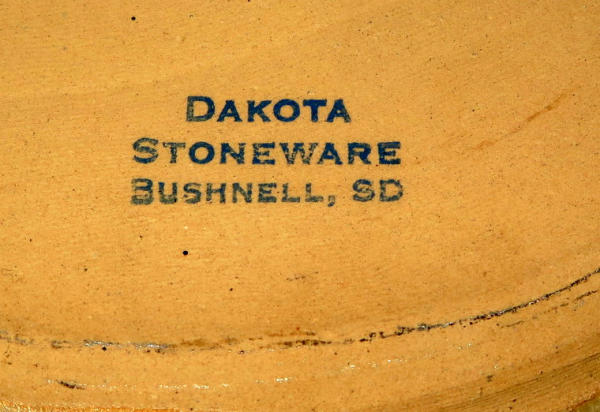 DAKOTA
STONEWARE
BUSHNELL, SD